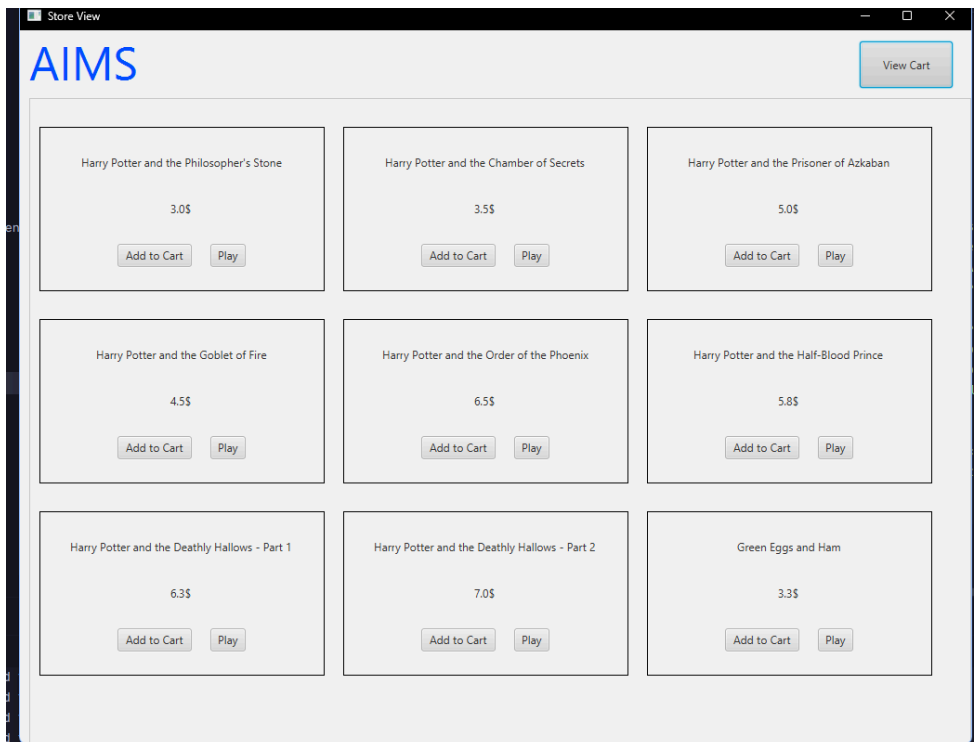 Store View
AIMS
View Cart
Harry Potter and the Philosopher's Stone
3.0$
Add to Cart Play
Harry Potter and the Chamber of Secrets
3.5$
Add to Cart Play
Harry Potter and the Prisoner of Azkaban
5.0$
Add to Cart Play
Harry Potter and the Goblet of Fire
4.5$
Add to Cart Play
Harry Potter and the Order of the Phoenix
6.5$
Add to Cart Play
Harry Potter and the Half-Blood Prince
5.8$
Add to Cart Play
Harry Potter and the Deathly Hallows - Part 1
6.3$
Add to Cart Play
Harry Potter and the Deathly Hallows - Part 2
7.0$
Add to Cart Play
Green Eggs and Ham
3.3$
Add to Cart Play